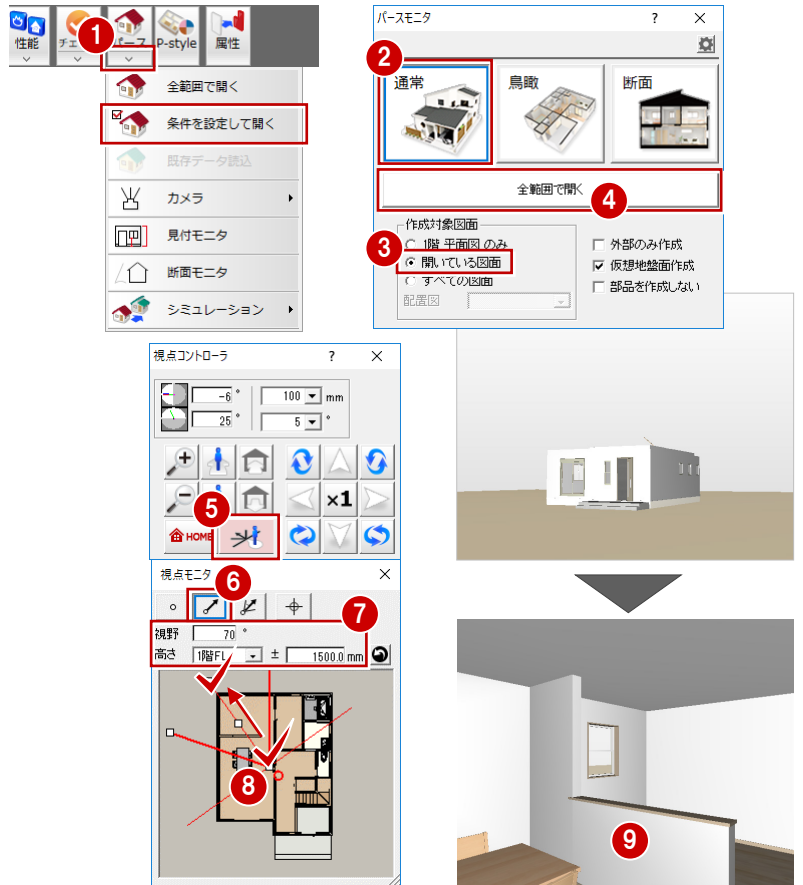 性能
1
P-style
属性
全範囲で開く
条件を設定して開く
既存データ読込
カメラ
見付モニタ
断面モニタ
シミュレーション
パースモニタ ? ×
2
通常
鳥瞰
断面
全範囲で開く
4
作成対象図面
3
1階 平面図 のみ
開いている図面
すべての図面
配置図
外部のみ作成
仮想地盤面作成
部品を作成しない
視点コントローラ ? ×
-6 °
100 mm
25 °
5 °
×1
5
HOME
視点モニタ ×
6
7
視野 70 °
高さ 1階FL ± 1500.0 mm
8
9